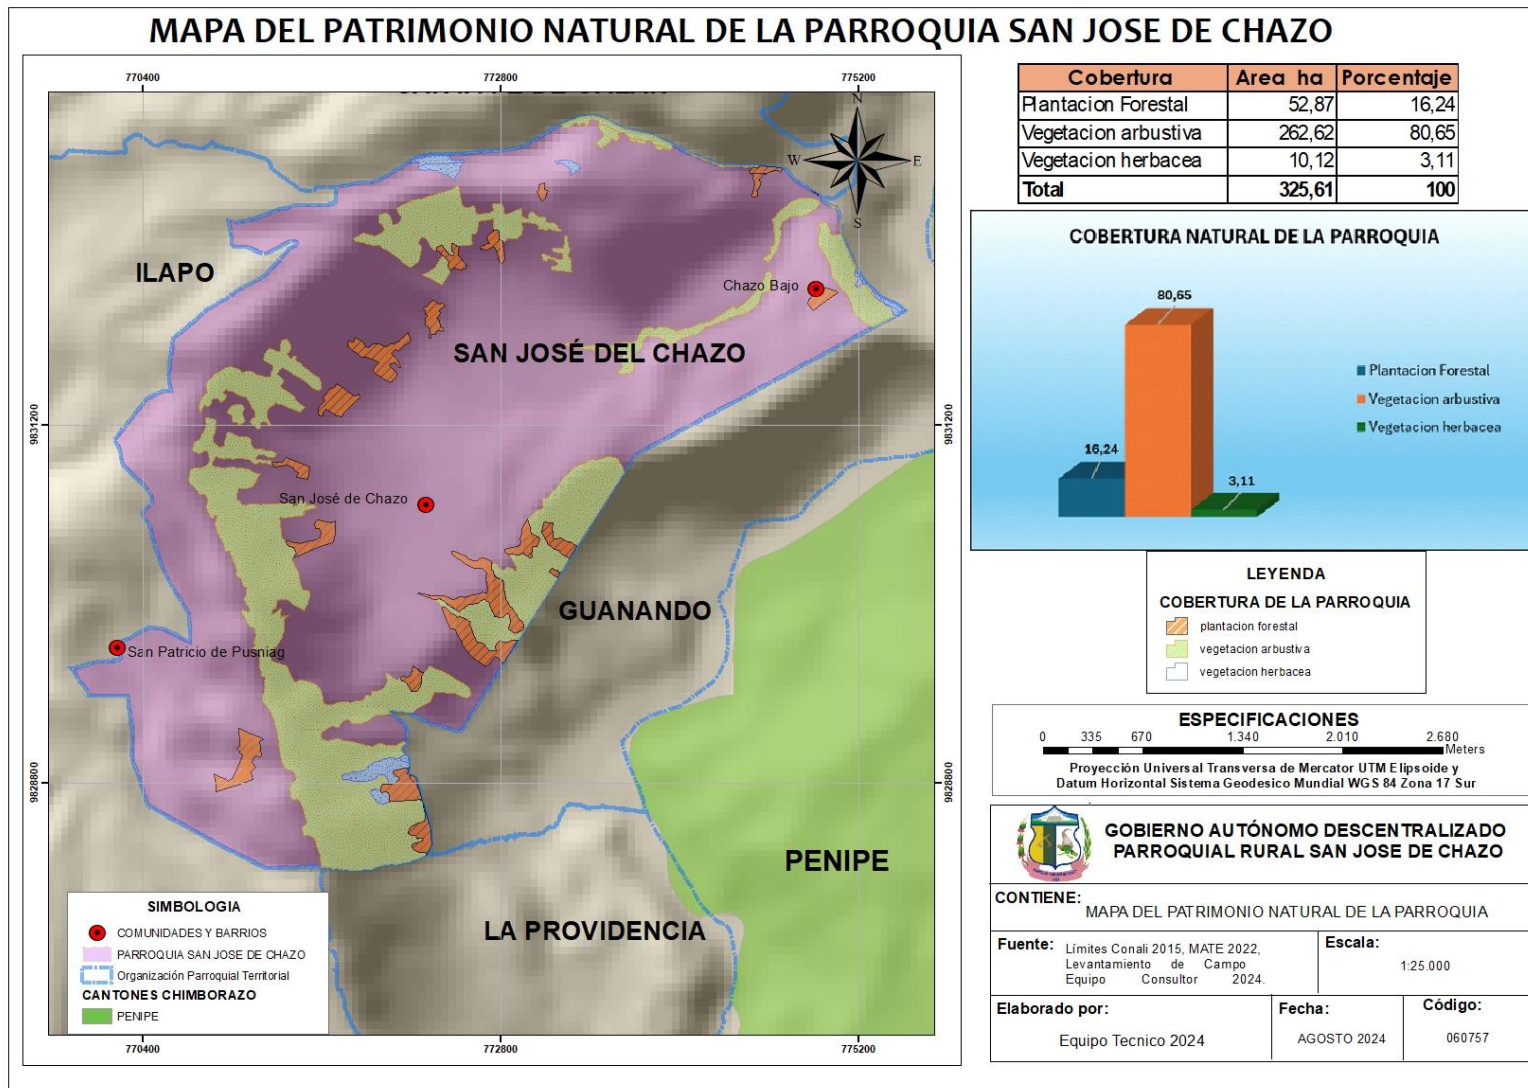 MAPA DEL PATRIMONIO NATURAL DE LA PARROQUIA SAN JOSE DE CHAZO
770400
772800
775200
N
W
E
S
ILAPO
Chazo Bajo
SAN JOSÉ DEL CHAZO
9831200
9831200
San José de Chazo
GUANANDO
San Patricio de Pusniag
9828800
9828800
PENIPE
LA PROVIDENCIA
SIMBOLOGIA
COMUNIDADES Y BARRIOS
PARROQUIA SAN JOSE DE CHAZO
Organización Parroquial Territorial
CANTONES CHIMBORAZO
PENIPE
770400
772800
775200
Cobertura Area ha Porcentaje
Plantacion Forestal 52,87 16,24
Vegetacion arbustiva 262,62 80,65
Vegetacion herbacea 10,12 3,11
Total 325,61 100
COBERTURA NATURAL DE LA PARROQUIA
80,65
16,24
3,11
Plantacion Forestal
Vegetacion arbustiva
Vegetacion herbacea
LEYENDA
COBERTURA DE LA PARROQUIA
plantacion forestal
vegetacion arbustiva
vegetacion herbacea
ESPECIFICACIONES
0 335 670 1.340 2.010 2.680
Meters
Proyección Universal Transversa de Mercator UTM Elipsoide y
Datum Horizontal Sistema Geodesico Mundial WGS 84 Zona 17 Sur
GOBIERNO AUTÓNOMO DESCENTRALIZADO
PARROQUIAL RURAL SAN JOSE DE CHAZO
CONTIENE:
MAPA DEL PATRIMONIO NATURAL DE LA PARROQUIA
Fuente: Límites Conali 2015, MATE 2022,
Levantamiento de Campo
Equipo Consultor 2024.
Escala:
1:25.000
Elaborado por:
Equipo Tecnico 2024
Fecha:
AGOSTO 2024
Código:
060757